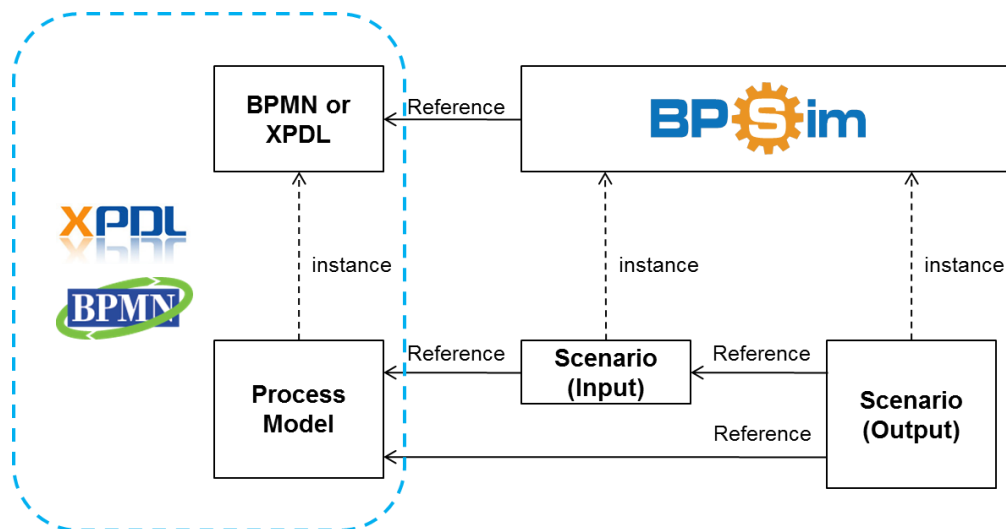 BPMN or
XPDL
Reference
BPSim
XPDL
BPMN
instance
instance
instance
Process
Model
Reference
Scenario
(Input)
Reference
Scenario
(Output)
Reference